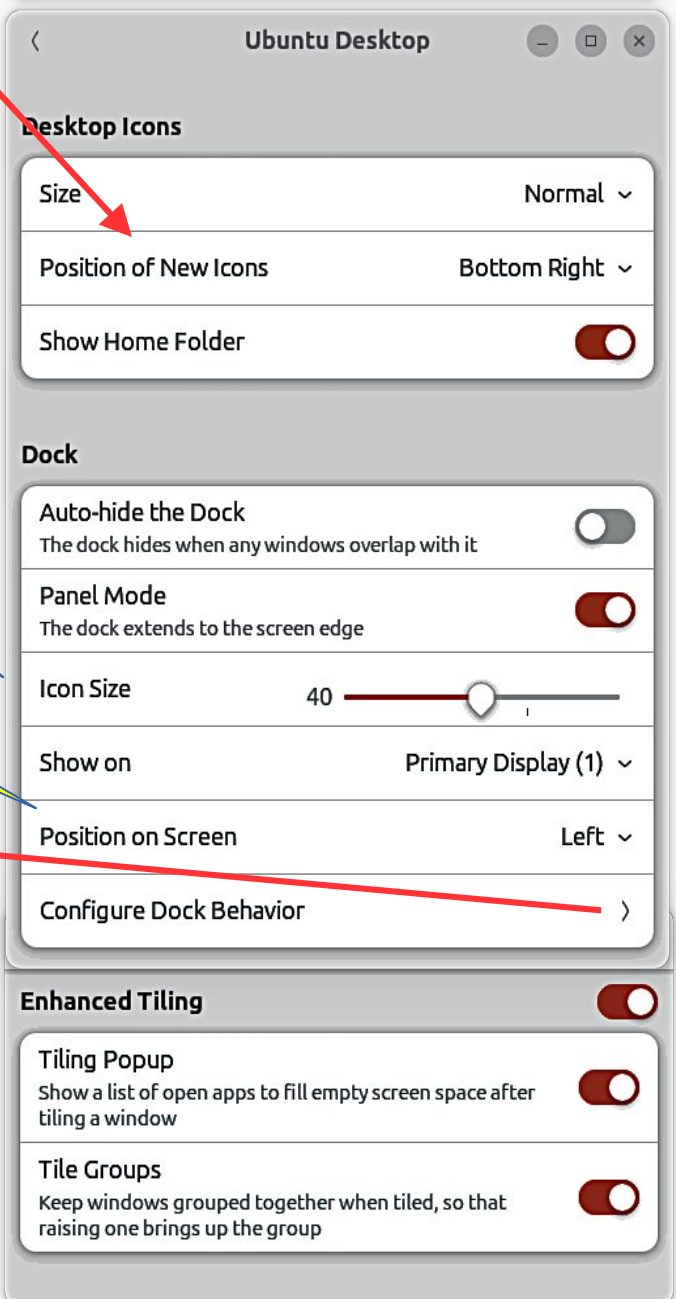 Ubuntu Desktop
Desktop Icons
Size Normal
Position of New Icons Bottom Right
Show Home Folder
Dock
Auto-hide the Dock
The dock hides when any windows overlap with it
Panel Mode
The dock extends to the screen edge
Icon Size 40
Show on Primary Display (1)
Position on Screen Left
Configure Dock Behavior
Enhanced Tiling
Tiling Popup
Show a list of open apps to fill empty screen space after
tiling a window
Tile Groups
Keep windows grouped together when tiled, so that
raising one brings up the group